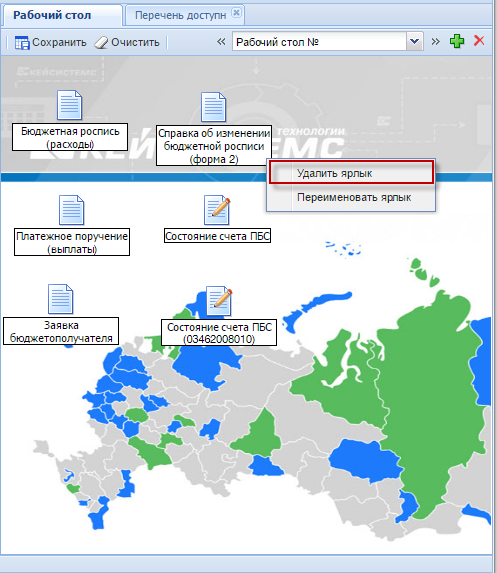 Рабочий стол
Перечень доступн
Сохранить
Очистить
Рабочий стол №
КЕЙСИСТЕМС
Бюджетная роспись
(расходы)
Справка об изменении
бюджетной росписи
(форма 2)
ТЕХНОЛОГИИ
Удалить ярлык
Переименовать ярлык
Платежное поручение
(выплаты)
Состояние счета ПБС
Заявка
бюджетополучателя
Состояние счета ПБС
(03462008010)